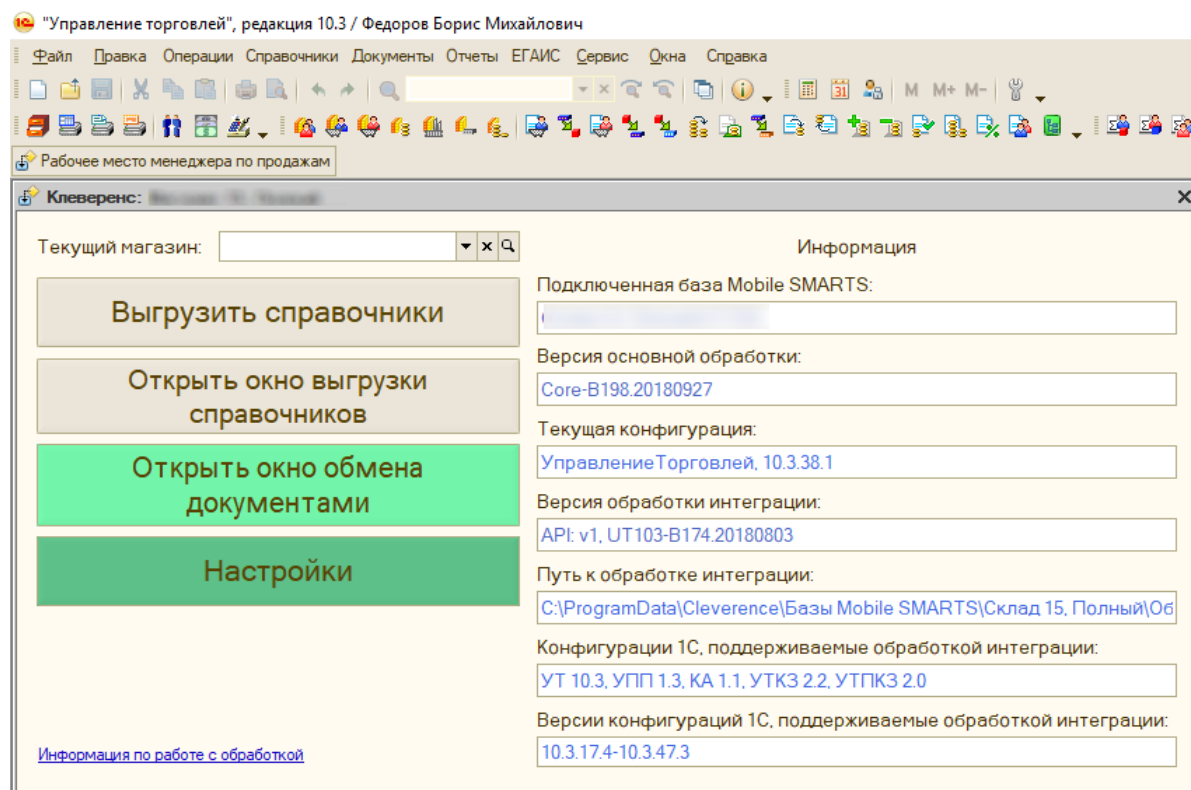 "Управление торговлей", редакция 10.3 / Федоров Борис Михайлович
Файл Правка Операции Справочники Документы Отчеты ЕГАИС Сервис Окна Справка
M M+ M-
Рабочее место менеджера по продажам
Клеверенс:
Текущий магазин:
Информация
Подключенная база Mobile SMARTS:
Выгрузить справочники
Версия основной обработки:
Core-B198.20180927
Открыть окно выгрузки
справочников
Текущая конфигурация:
УправлениеТорговлей, 10.3.38.1
Открыть окно обмена
документами
Версия обработки интеграции:
API: v1, UT103-B174.20180803
Настройки
Путь к обработке интеграции:
C:\ProgramData\Cleverence\Базы Mobile SMARTS\Склад 15, Полный\Об
Конфигурации 1С, поддерживаемые обработкой интеграции:
УТ 10.3, УПП 1.3, КА 1.1, УТКЗ 2.2, УТПКЗ 2.0
Версии конфигураций 1С, поддерживаемые обработкой интеграции:
10.3.17.4-10.3.47.3
Информация по работе с обработкой